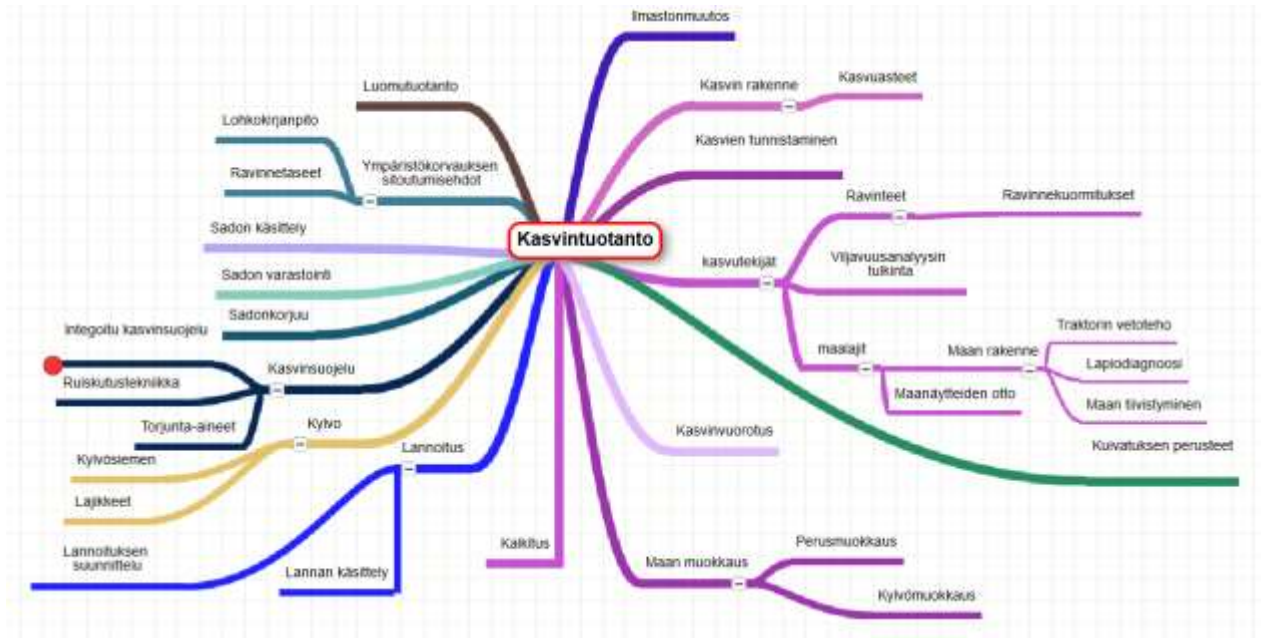 Ilmastonmuutos
Kasvin rakenne
Kasvuasteet
Luomutuotanto
Lohkokirjanpito
Kasvien tunnistaminen
Ravinnetaseet
Ympäristökorvauksen
sitoutumisehdot
Ravinteet
Ravinnekuormitukset
Sadon käsittely
Kasvintuotanto
kasvutekijät
Viljavuusanalyysin
tulkinta
Sadon varastointi
Sadonkorjuu
Integoitu kasvinsuojelu
Traktorin vetoteho
maalajit
Maan rakenne
Lapiodiagnoosi
Kasvinsuojelu
Ruiskutustekniikka
Maanäytteiden otto
Maan tiivistyminen
Torjunta-aineet
Kylvo
Kasvinvuorotus
Kuivatuksen perusteet
Lannoitus
Kylvösiemen
Lajikkeet
Kalkitus
Perusmuokkaus
Lannoituksen
suunnittelu
Lannan käsittely
Maan muokkaus
Kylvömuokkaus